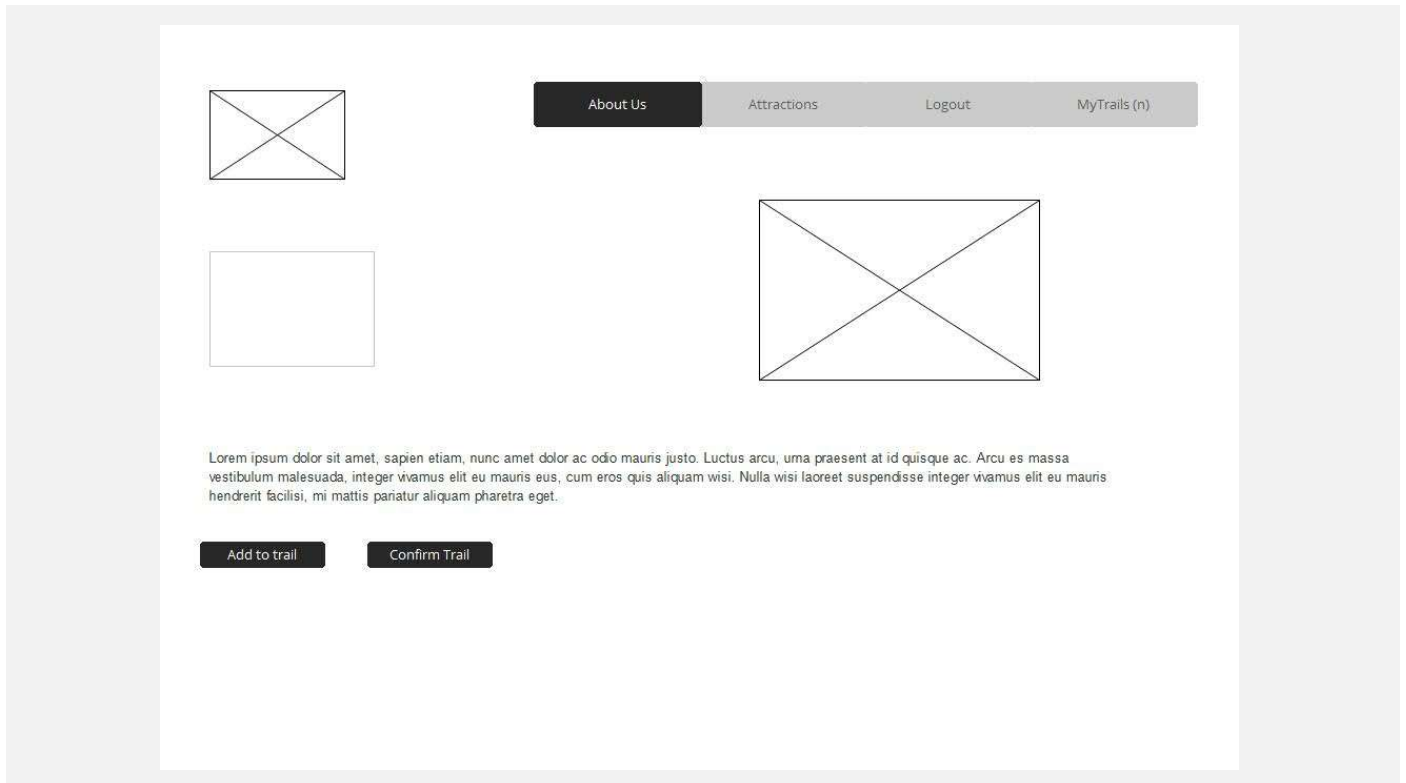 About Us
Attractions
Logout
MyTrails (n)
Lorem ipsum dolor sit amet, sapien etiam, nunc amet dolor ac odio mauris justo. Luctus arcu, urna praesent at id quisque ac. Arcu es massa
vestibulum malesuada, integer vivamus elit eu mauris eus, cum eros quis aliquam wisi. Nulla wisi laoreet suspendisse integer vivamus elit eu mauris
hendrerit facilisi, mi mattis pariatur aliquam pharetra eget.
Add to trail
Confirm Trail